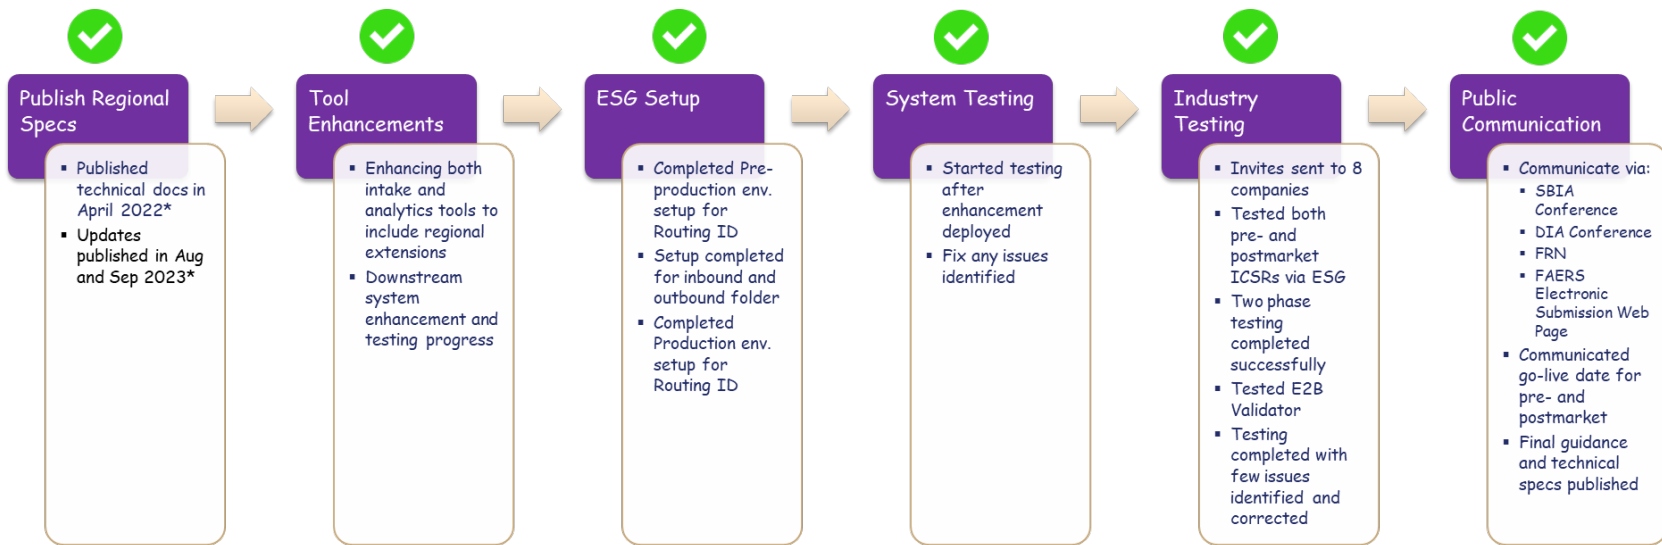 Publish Regional
Specs
▪ Published
technical docs in
April 2022*
▪ Updates
published in Aug
and Sep 2023*
Tool
Enhancements
▪ Enhancing both
intake and
analytics tools to
include regional
extensions
▪ Downstream
system
enhancement and
testing progress
ESG Setup
▪ Completed Pre-
production env.
setup for
Routing ID
▪ Setup completed
for inbound and
outbound folder
▪ Completed
Production env.
setup for
Routing ID
System Testing
▪ Started testing
after
enhancement
deployed
▪ Fix any issues
identified
Industry
Testing
▪ Invites sent to 8
companies
▪ Tested both
pre- and
postmarket
ICSRs via ESG
▪ Two phase
testing
completed
successfully
▪ Tested E2B
Validator
▪ Testing
completed with
few issues
identified and
corrected
Public
Communication
▪ Communicate via:
▪ SBIA
Conference
▪ DIA Conference
▪ FRN
▪ FAERS
Electronic
Submission Web
Page
▪ Communicated
go-live date for
pre- and
postmarket
▪ Final guidance
and technical
specs published